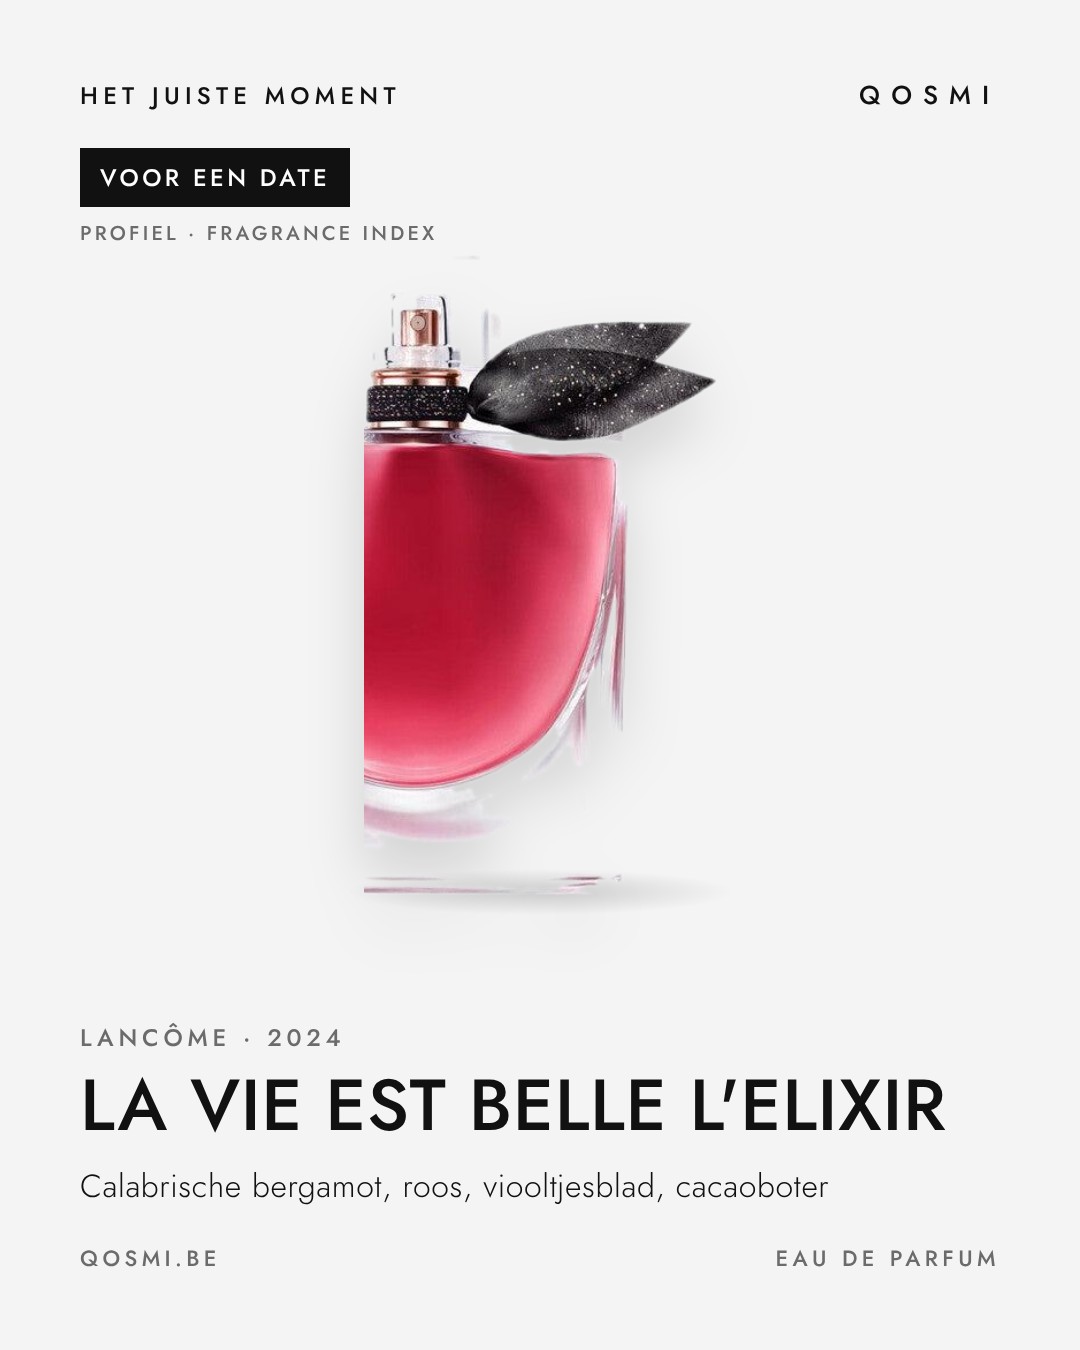 HET JUISTE MOMENT
QOSMI
VOOR EEN DATE
PROFIEL · FRAGRANCE INDEX
LANCÔME · 2024
LA VIE EST BELLE L'ELIXIR
Calabrische bergamot, roos, viooltjesblad, cacaoboter
QOSMI.BE
EAU DE PARFUM